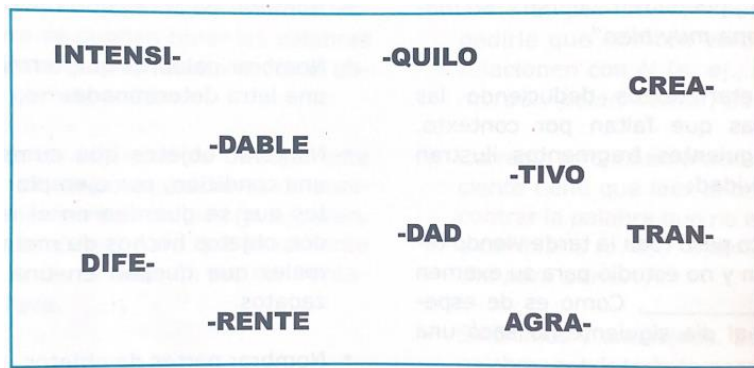 INTENSI-
-QUILO
CREA-
-DABLE
-TIVO
-DAD
TRAN-
DIFE-
-RENTE
AGRA-